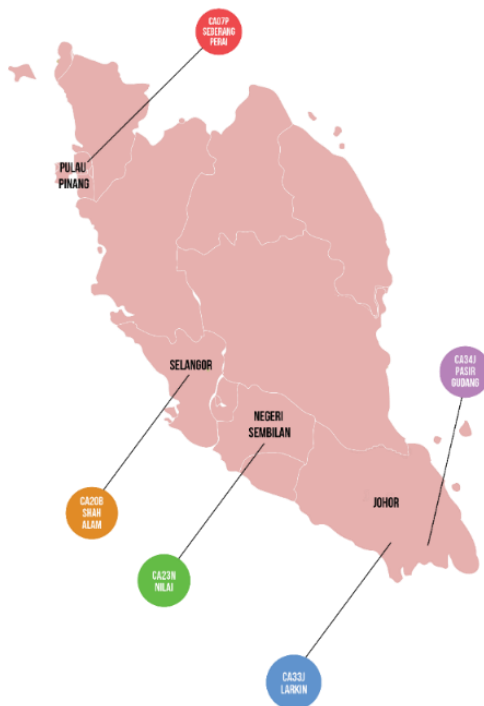 CA07P
SEBERANG
PERAI
PULAU
PINANG
SELANGOR
CA34J
PASIR
GUDANG
NEGERI
SEMBILAN
CA20B
SHAH
ALAM
JOHOR
CA23N
NILAI
CA33J
LARKIN